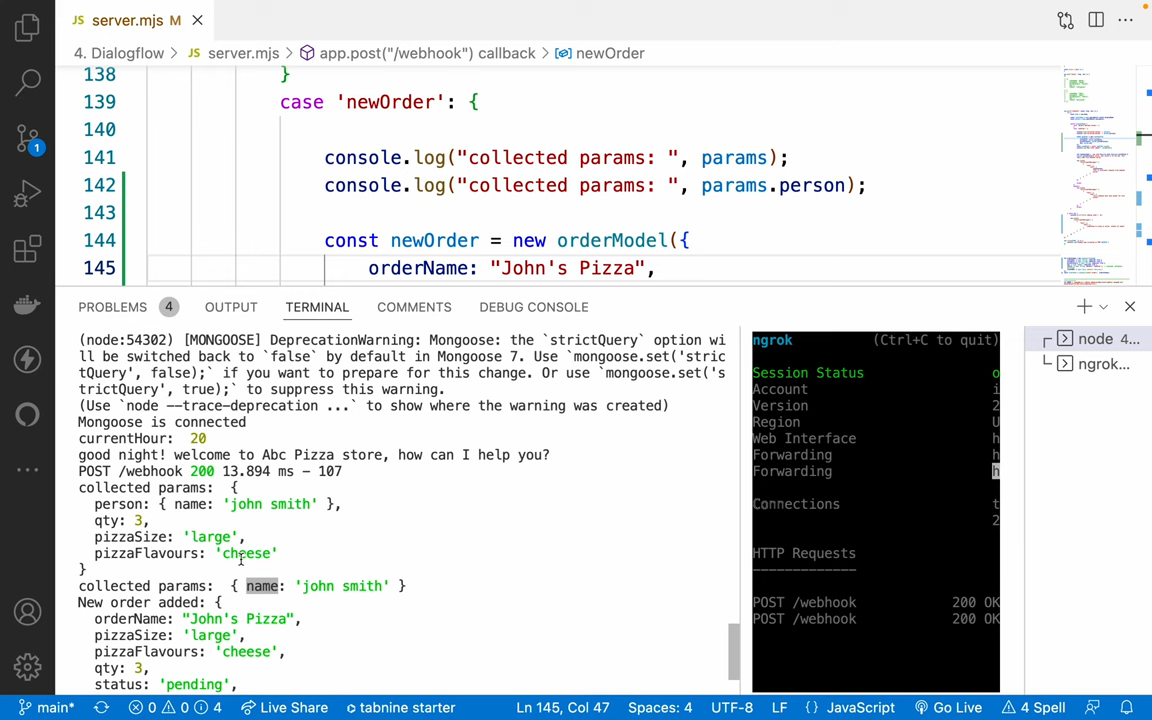 JS server.mjs M
4. Dialogflow > JS server.mjs > app.post("/webhook") callback > newOrder
138 }
139 case 'newOrder': {
140
141 console.log("collected params: ", params);
142 console.log("collected params: ", params.person);
143
144 const newOrder = new orderModel({
145 orderName: "John's Pizza",
1
PROBLEMS 4 OUTPUT TERMINAL COMMENTS DEBUG CONSOLE
(node:54302) [MONGOOSE] DeprecationWarning: Mongoose: the `strictQuery` option wi
ll be switched back to `false` by default in Mongoose 7. Use `mongoose.set('stric
tQuery', false);` if you want to prepare for this change. Or use `mongoose.set('s
trictQuery', true);` to suppress this warning.
(Use `node --trace-deprecation ...` to show where the warning was created)
Mongoose is connected
currentHour: 20
good night! welcome to Abc Pizza store, how can I help you?
POST /webhook 200 13.894 ms - 107
collected params: {
person: { name: 'john smith' },
qty: 3,
pizzaSize: 'large',
pizzaFlavours: 'cheese'
}
collected params: { name: 'john smith' }
New order added: {
orderName: "John's Pizza",
pizzaSize: 'large',
pizzaFlavours: 'cheese',
qty: 3,
status: 'pending',
ngrok (Ctrl+C to quit)
Session Status o
Account i
Version 2
Region U
Web Interface h
Forwarding h
Forwarding h
Connections t
2
HTTP Requests
POST /webhook 200 OK
POST /webhook 200 OK
node 4...
ngrok...
main* 0 0 4 Live Share tabnine starter Ln 145, Col 47 Spaces: 4 UTF-8 LF {} JavaScript Go Live 4 Spell